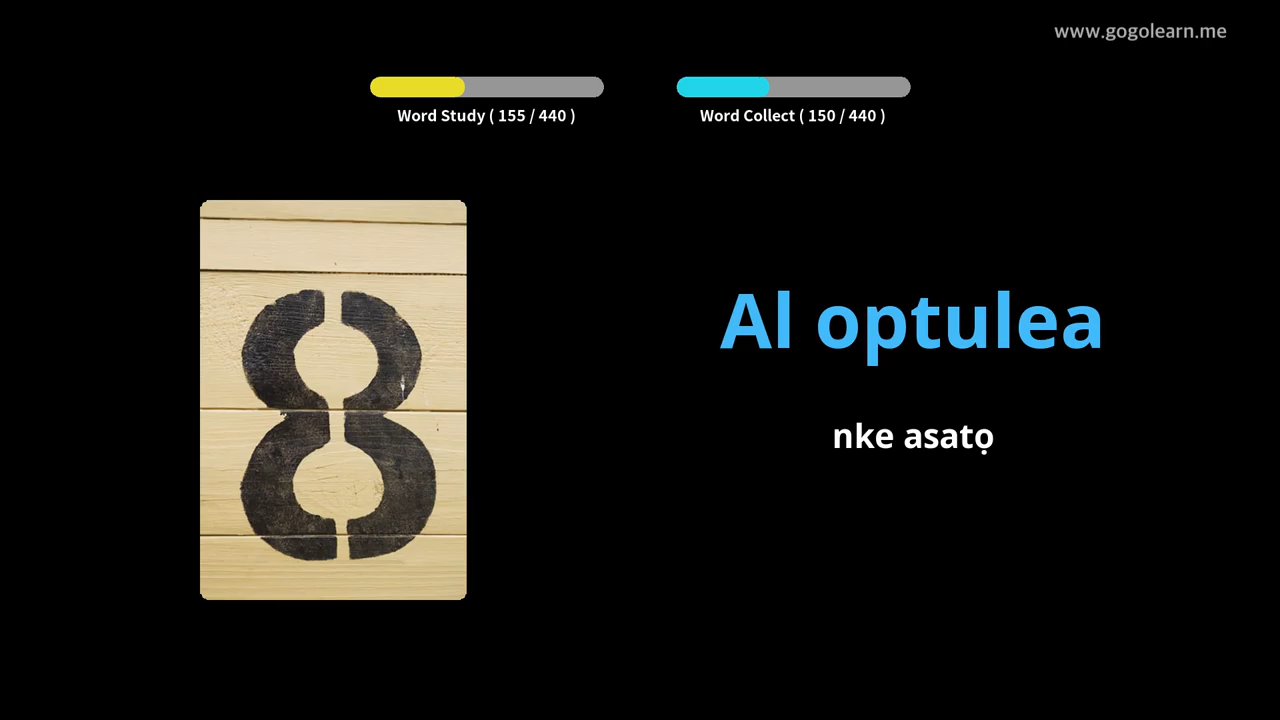 www.gogolearn.me
Word Study ( 155 / 440 )
Word Collect ( 150 / 440 )
8
Al optulea
nke asatọ